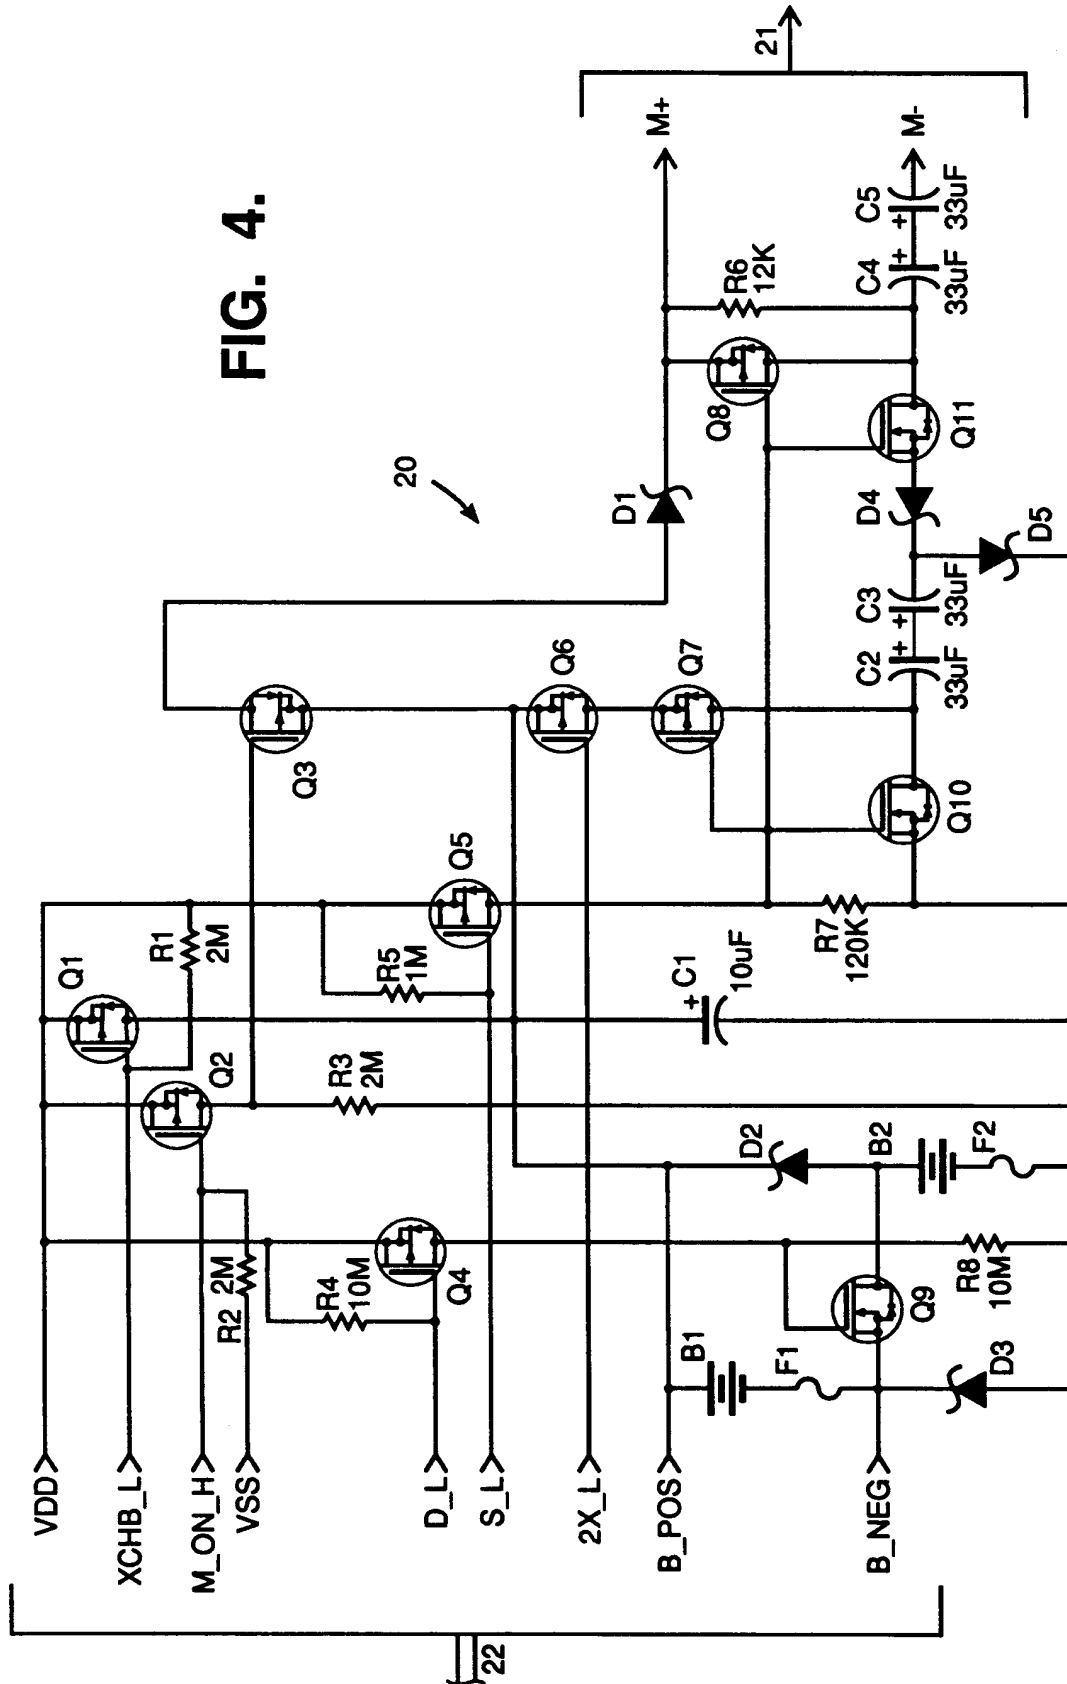 FIG. 4.
20
21
22
VDD
XCHB_L
M_ON_H
VSS
D_L
S_L
2X_L
B_POS
B_NEG
M+
M-
Q1
Q2
R1
2M
R2
2M
R3
2M
R4
10M
Q4
R5
1M
Q5
Q3
Q6
Q7
D1
Q8
R6
12K
C1
+
10uF
R7
120K
D2
B1
F1
B2
F2
Q9
R8
10M
D3
Q10
C2
+
33uF
C3
+
33uF
D4
D5
Q11
C4
+
33uF
C5
+
33uF